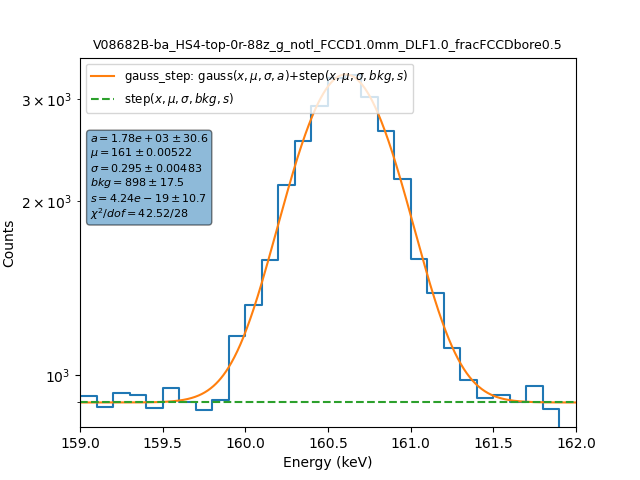 V08682B-ba_HS4-top-0r-88z_g_notl_FCCD1.0mm_DLF1.0_fracFCCDbore0.5
gauss_step: gauss(x, μ, σ, a)+step(x, μ, σ, bkg, s)
step(x, μ, σ, bkg, s)
a = 1.78e + 03 ± 30.6
μ = 161 ± 0.00522
σ = 0.295 ± 0.00483
bkg = 898 ± 17.5
s = 4.24e − 19 ± 10.7
χ²/dof = 42.52/28
3 × 10³
2 × 10³
10³
Counts
159.0 159.5 160.0 160.5 161.0 161.5 162.0
Energy (keV)